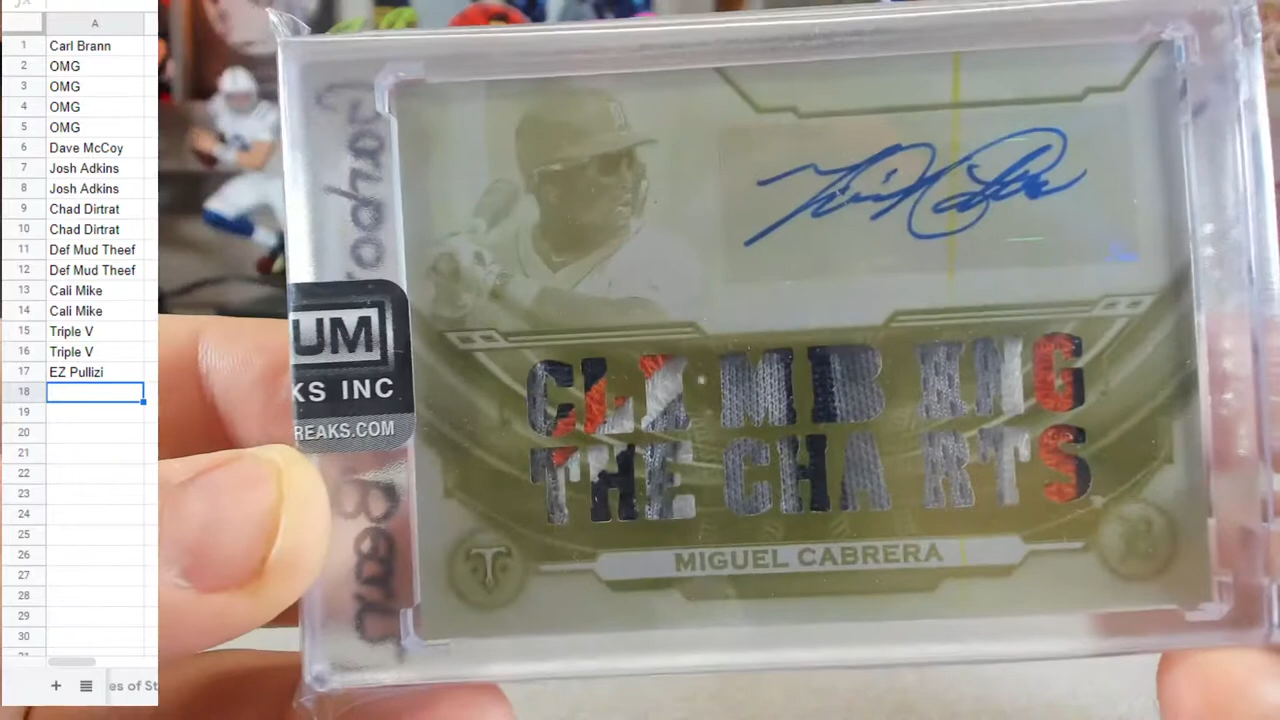 A
1 Carl Brann
2 OMG
3 OMG
4 OMG
5 OMG
6 Dave McCoy
7 Josh Adkins
8 Josh Adkins
9 Chad Dirtrat
10 Chad Dirtrat
11 Def Mud Theef
12 Def Mud Theef
13 Cali Mike
14 Cali Mike
15 Triple V
16 Triple V
17 EZ Pullizi
18
19
20
21
22
23
24
25
26
27
28
29
30
+ es of St
UM
KS INC
REAKS.COM
CLIMBING
THE CHARTS
MIGUEL CABRERA
T